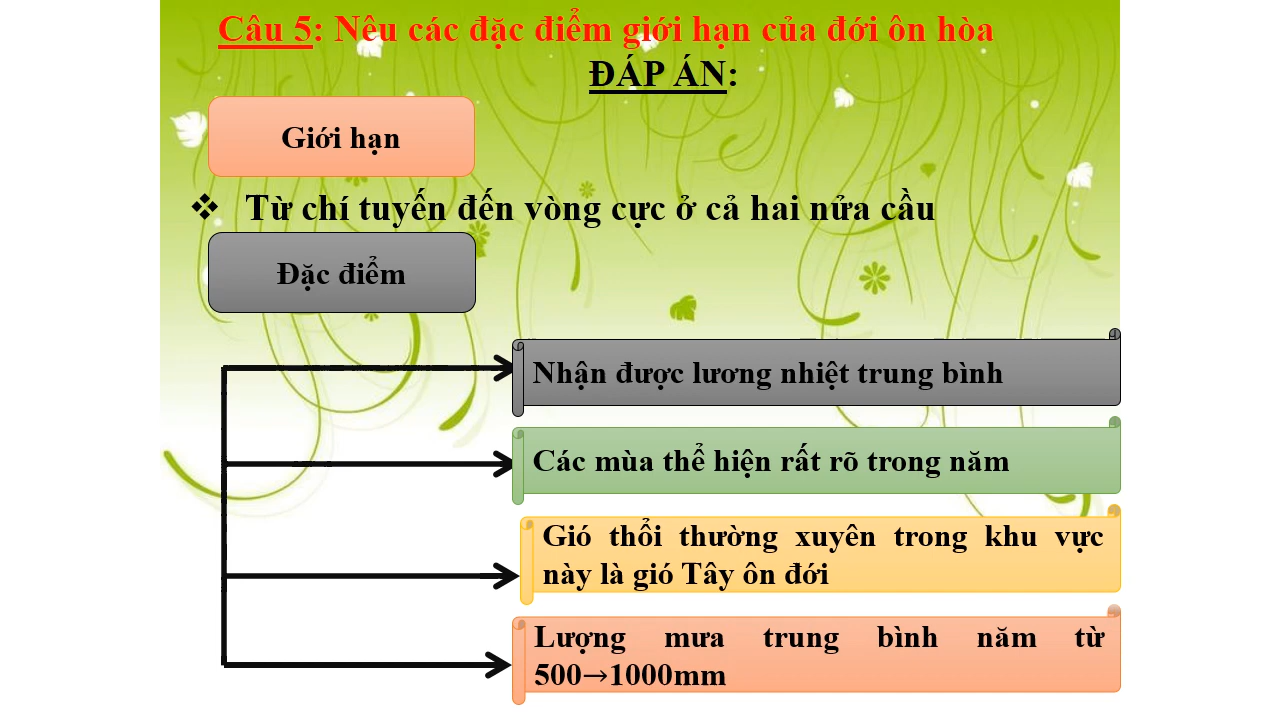 Câu 5: Nêu các đặc điểm giới hạn của đới ôn hòa
ĐÁP ÁN:
Giới hạn
❖ Từ chí tuyến đến vòng cực ở cả hai nửa cầu
Đặc điểm
Nhận được lương nhiệt trung bình
Các mùa thể hiện rất rõ trong năm
Gió thổi thường xuyên trong khu vực
này là gió Tây ôn đới
Lượng mưa trung bình năm từ
500→1000mm